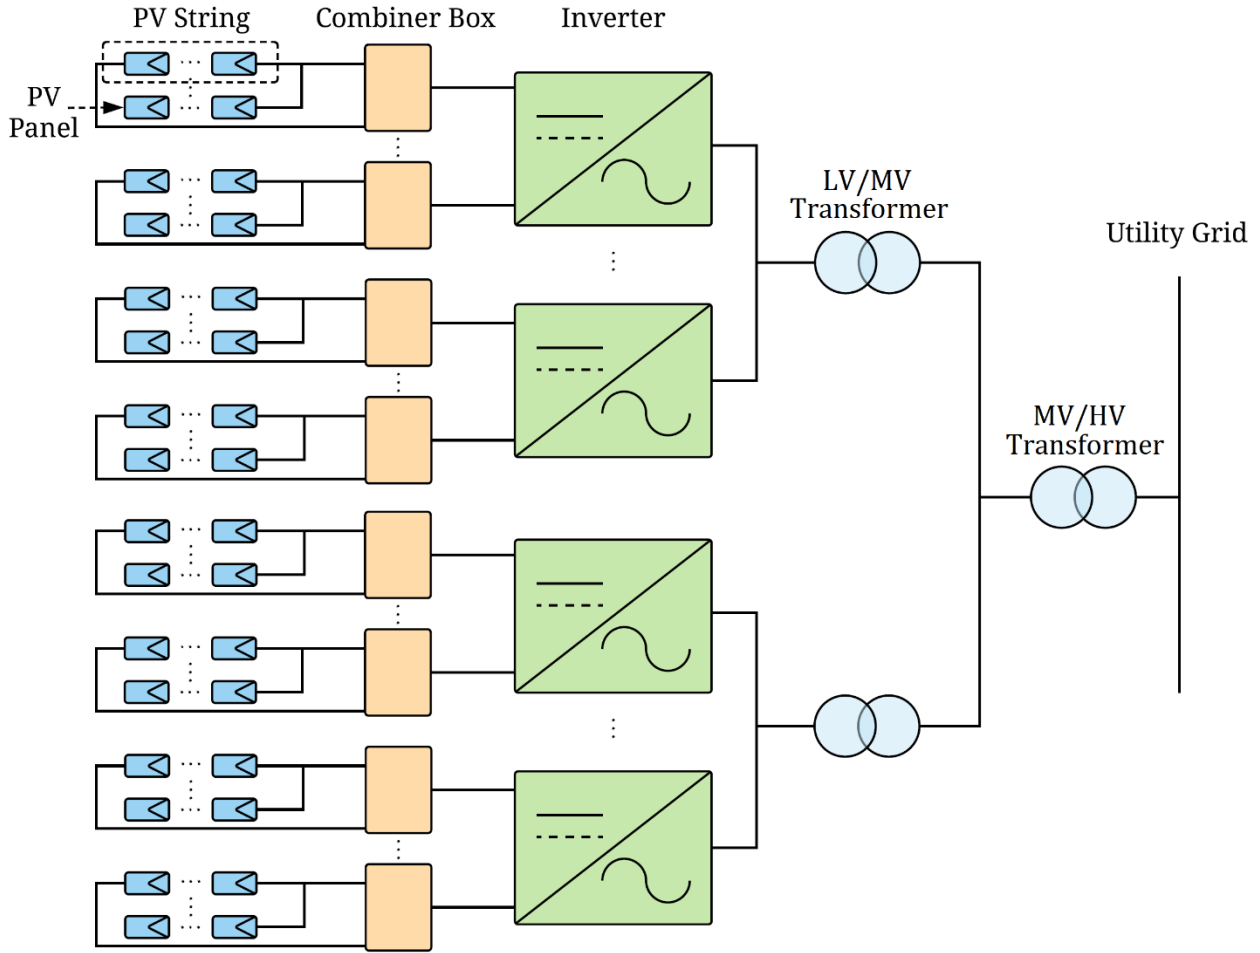 PV String
Combiner Box
Inverter
PV
Panel
LV/MV
Transformer
Utility Grid
MV/HV
Transformer